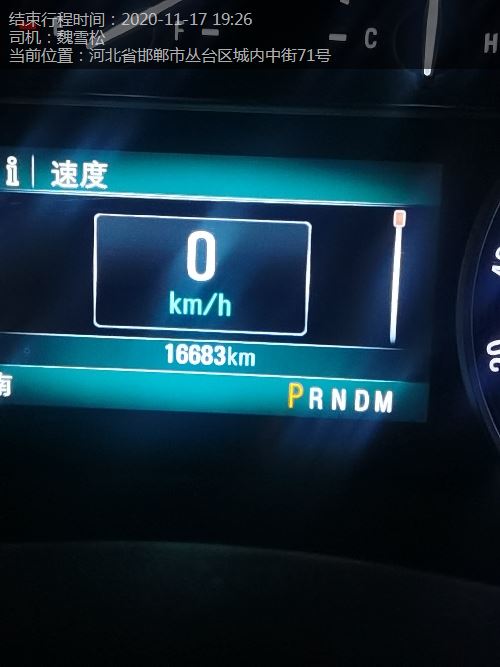 结束行程时间：2020-11-17 19:26
司机：魏雪松
当前位置：河北省邯郸市丛台区城内中街71号
F
C
H
速度
0
km/h
16683km
南
PRNDM
20